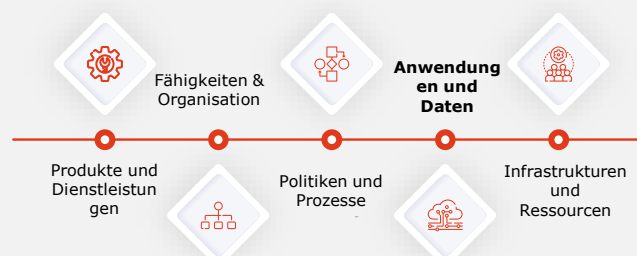 Produkte und
Dienstleistun
gen
Fähigkeiten &
Organisation
Politiken und
Prozesse
Anwendung
en und
Daten
Infrastrukturen
und
Ressourcen